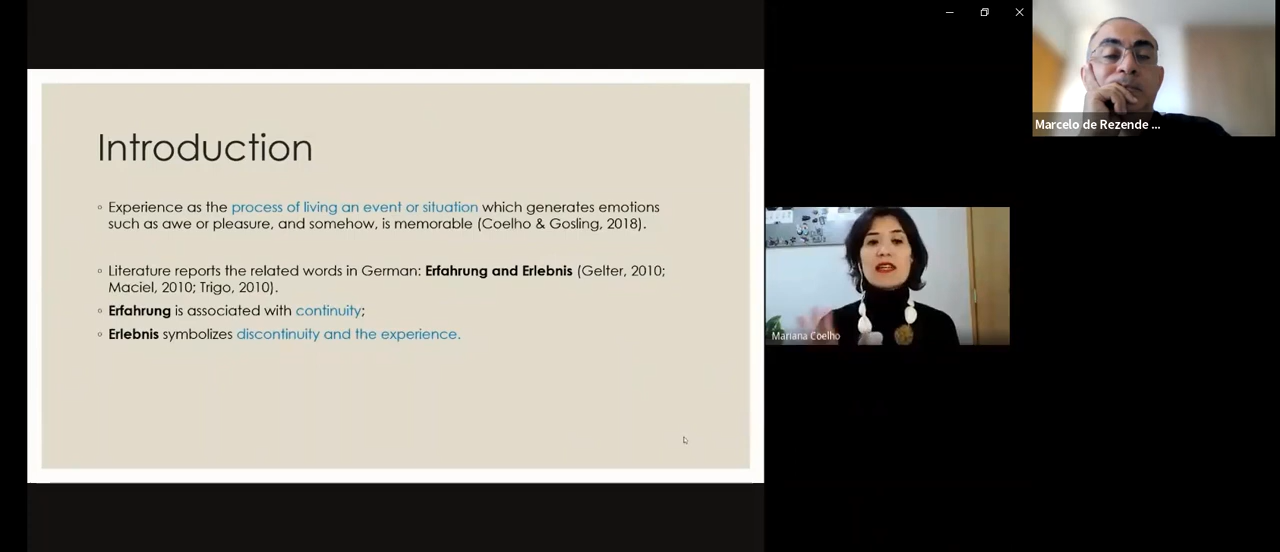 Introduction
◦ Experience as the process of living an event or situation which generates emotions
such as awe or pleasure, and somehow, is memorable (Coelho & Gosling, 2018).
◦ Literature reports the related words in German: Erfahrung and Erlebnis (Gelter, 2010;
Maciel, 2010; Trigo, 2010).
◦ Erfahrung is associated with continuity;
◦ Erlebnis symbolizes discontinuity and the experience.
Marcelo de Rezende ...
Mariana Coelho